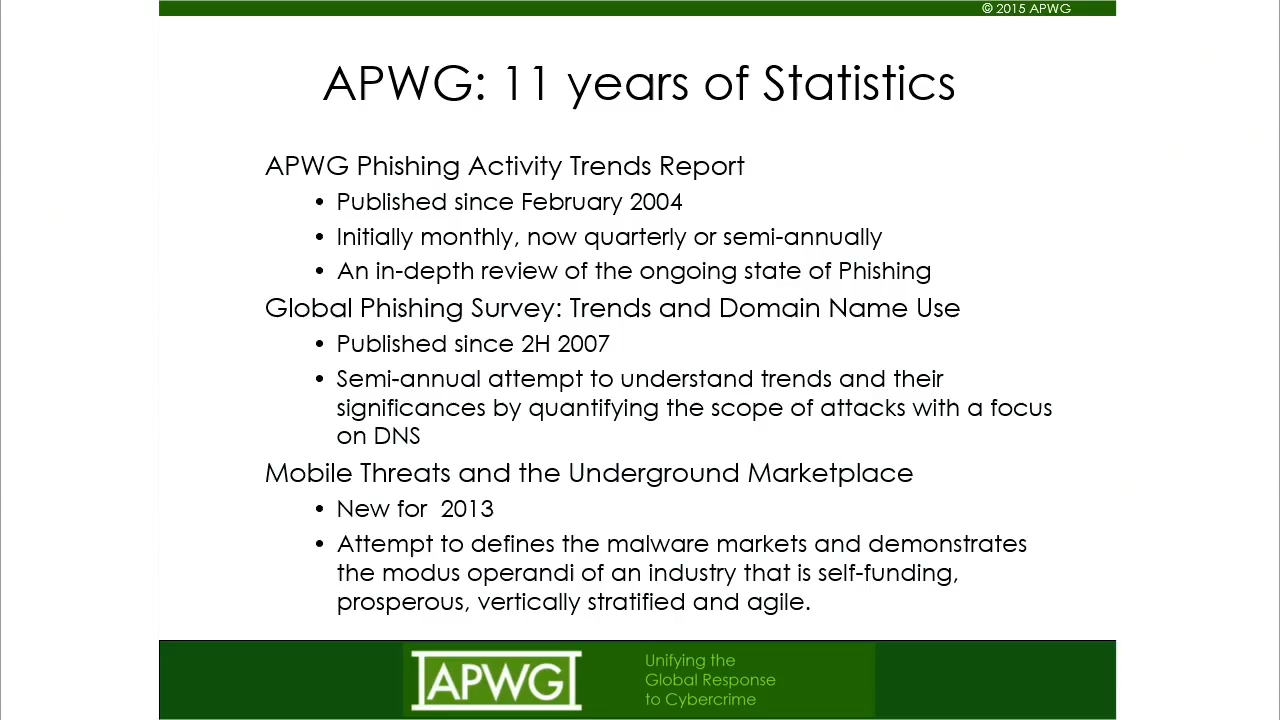 © 2015 APWG
APWG: 11 years of Statistics
APWG Phishing Activity Trends Report
• Published since February 2004
• Initially monthly, now quarterly or semi-annually
• An in-depth review of the ongoing state of Phishing
Global Phishing Survey: Trends and Domain Name Use
• Published since 2H 2007
• Semi-annual attempt to understand trends and their
significances by quantifying the scope of attacks with a focus
on DNS
Mobile Threats and the Underground Marketplace
• New for  2013
• Attempt to defines the malware markets and demonstrates
the modus operandi of an industry that is self-funding,
prosperous, vertically stratified and agile.
APWG
Unifying the
Global Response
to Cybercrime